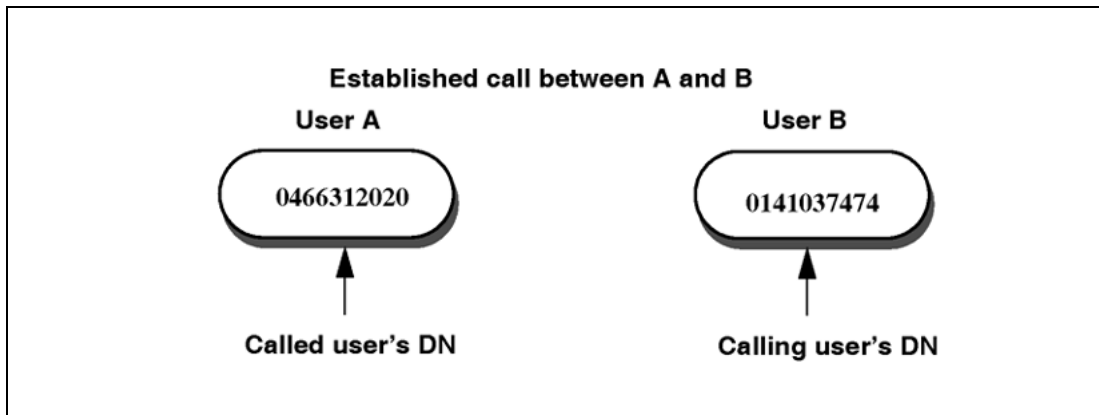 Established call between A and B
User A
User B
0466312020
0141037474
Called user’s DN
Calling user’s DN